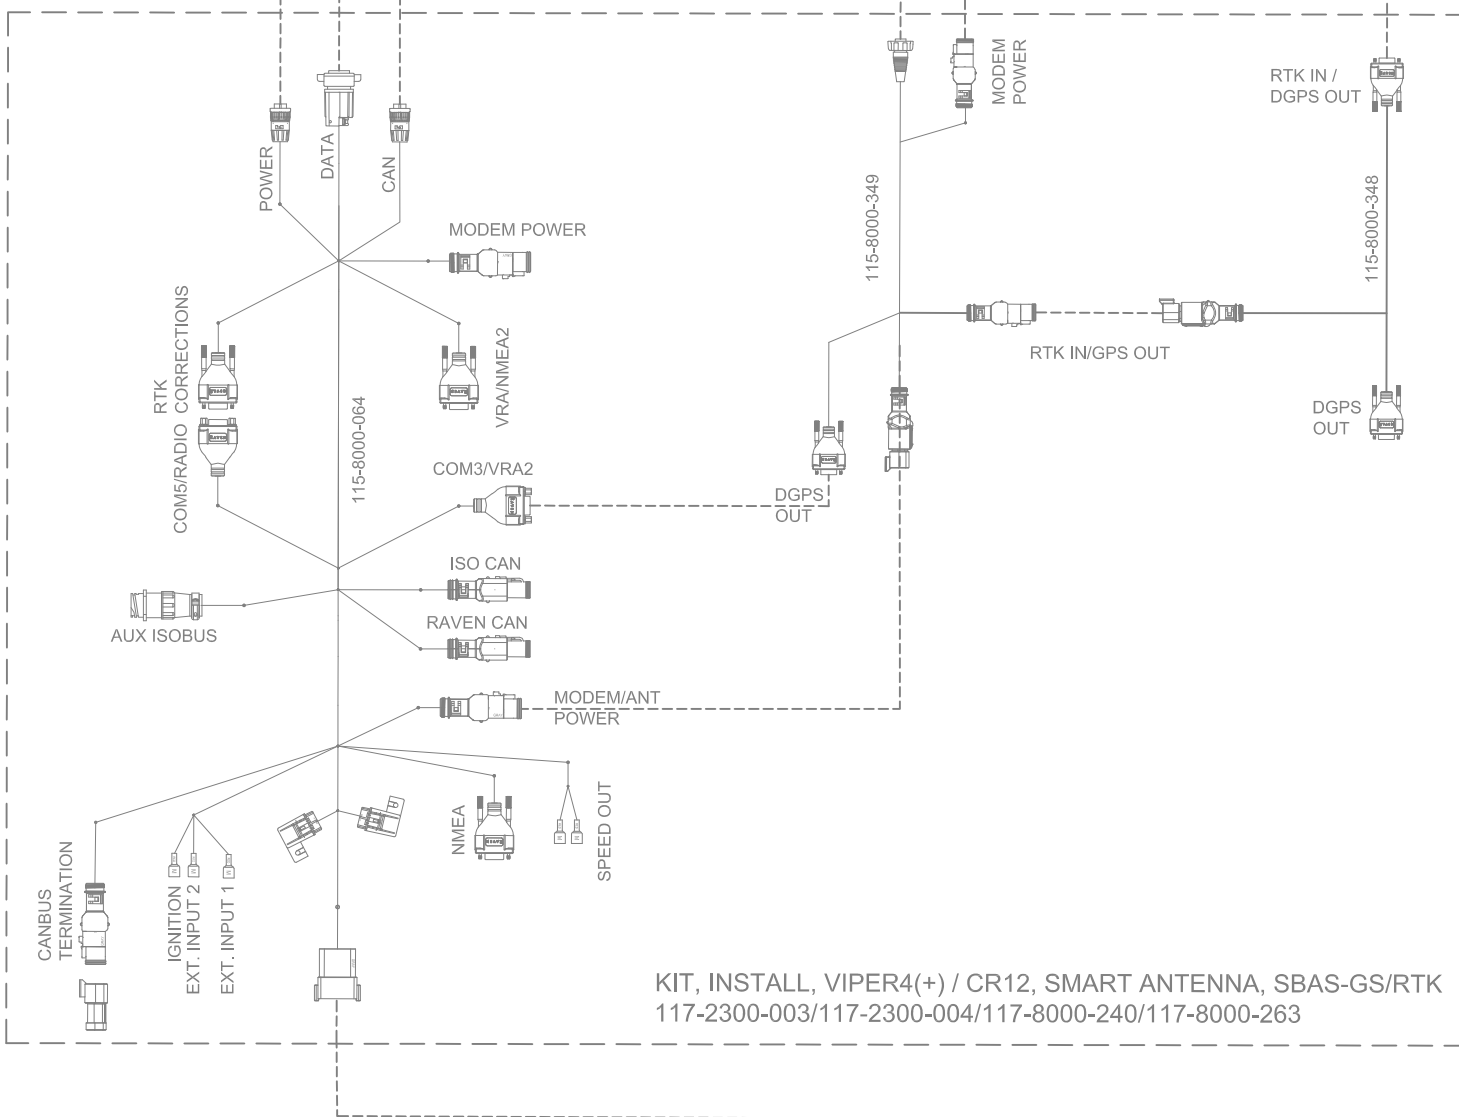 POWER
DATA
CAN
MODEM
POWER
RTK IN /
DGPS OUT
115-8000-349
115-8000-348
MODEM POWER
RTK
CORRECTIONS
VRA/NMEA2
RTK IN/GPS OUT
115-8000-064
COM5/RADIO
COM3/VRA2
DGPS
OUT
DGPS
OUT
ISO CAN
AUX ISOBUS
RAVEN CAN
MODEM/ANT
POWER
NMEA
SPEED OUT
CANBUS
TERMINATION
IGNITION
EXT. INPUT 2
EXT. INPUT 1
KIT, INSTALL, VIPER4(+) / CR12, SMART ANTENNA, SBAS-GS/RTK
117-2300-003/117-2300-004/117-8000-240/117-8000-263